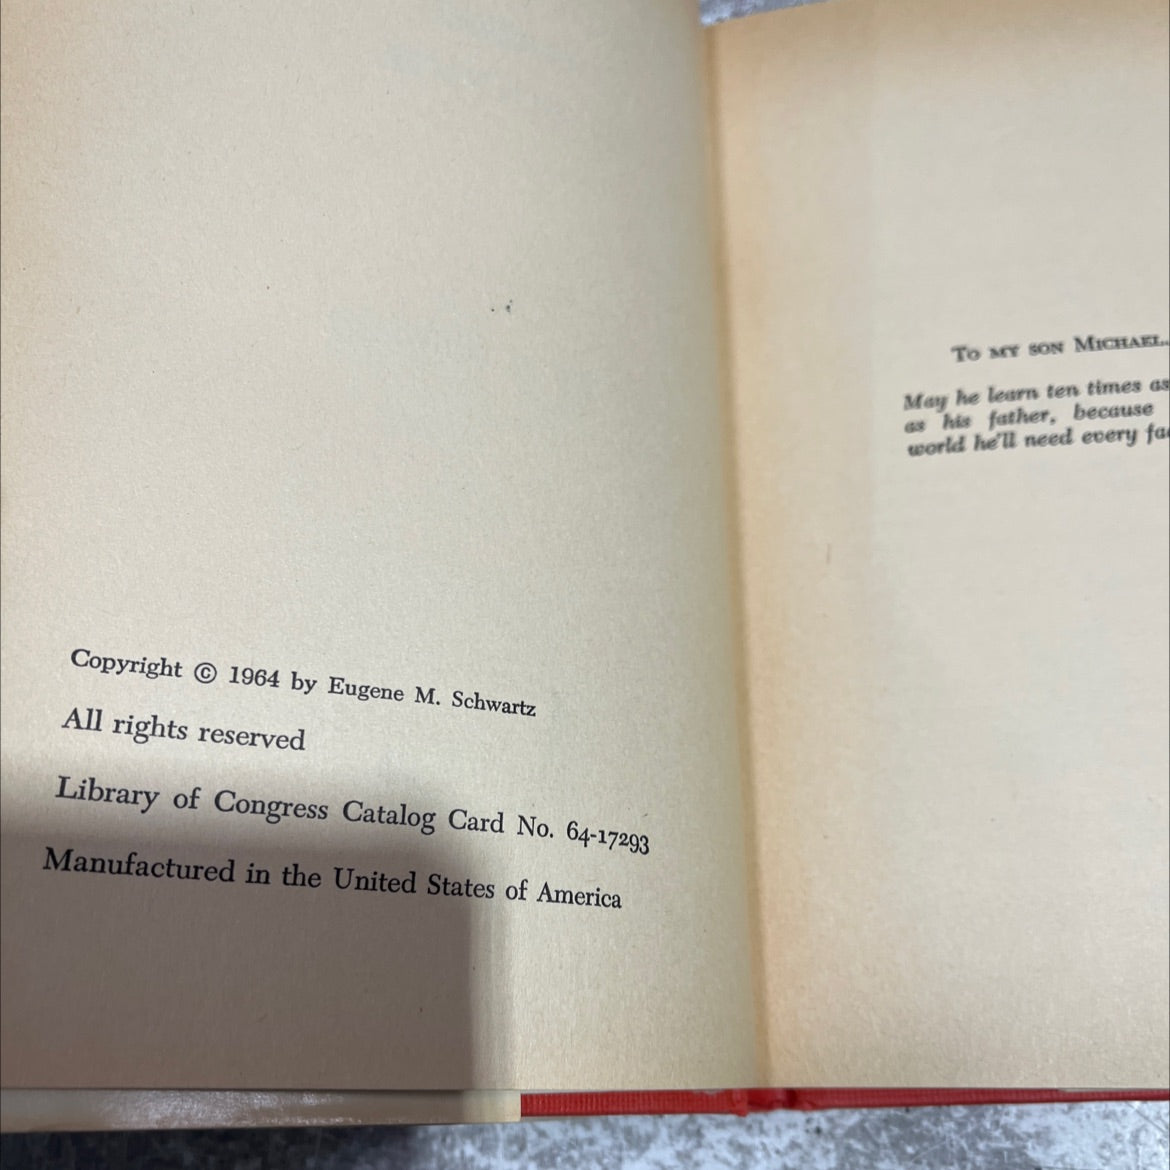 Copyright © 1964 by Eugene M. Schwartz
All rights reserved
Library of Congress Catalog Card No. 64-17293
Manufactured in the United States of America
To my son Michael.
May he learn ten times as
as his father, because
world he'll need every